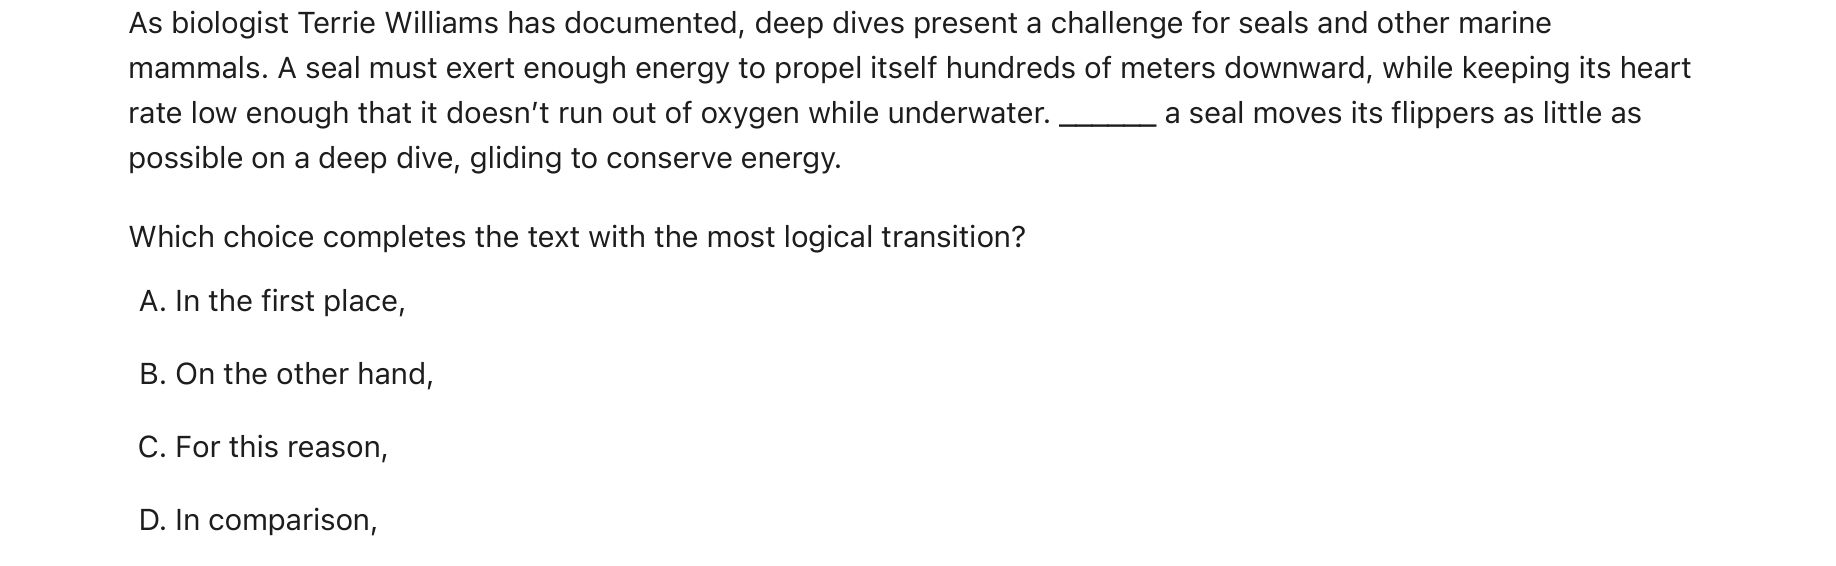 As biologist Terrie Williams has documented, deep dives present a challenge for seals and other marine
mammals. A seal must exert enough energy to propel itself hundreds of meters downward, while keeping its heart
rate low enough that it doesn’t run out of oxygen while underwater. ______ a seal moves its flippers as little as
possible on a deep dive, gliding to conserve energy.
Which choice completes the text with the most logical transition?
A. In the first place,
B. On the other hand,
C. For this reason,
D. In comparison,